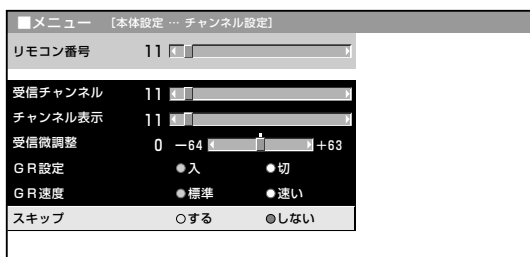 ■メニュー [本体設定 … チャンネル設定]
リモコン番号 11
受信チャンネル 11
チャンネル表示 11
受信微調整 0 −64 +63
GR設定 ●入 ●切
GR速度 ●標準 ●速い
スキップ ○する ●しない